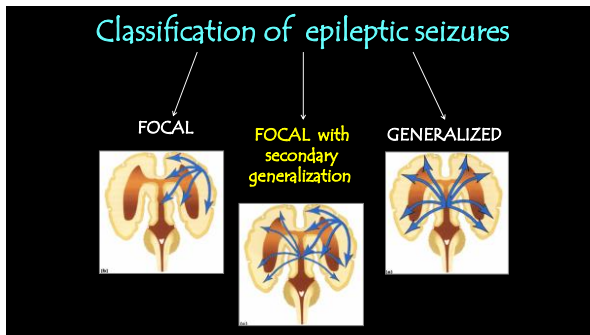 Classification of epileptic seizures
FOCAL
FOCAL with
secondary
generalization
GENERALIZED
(b)